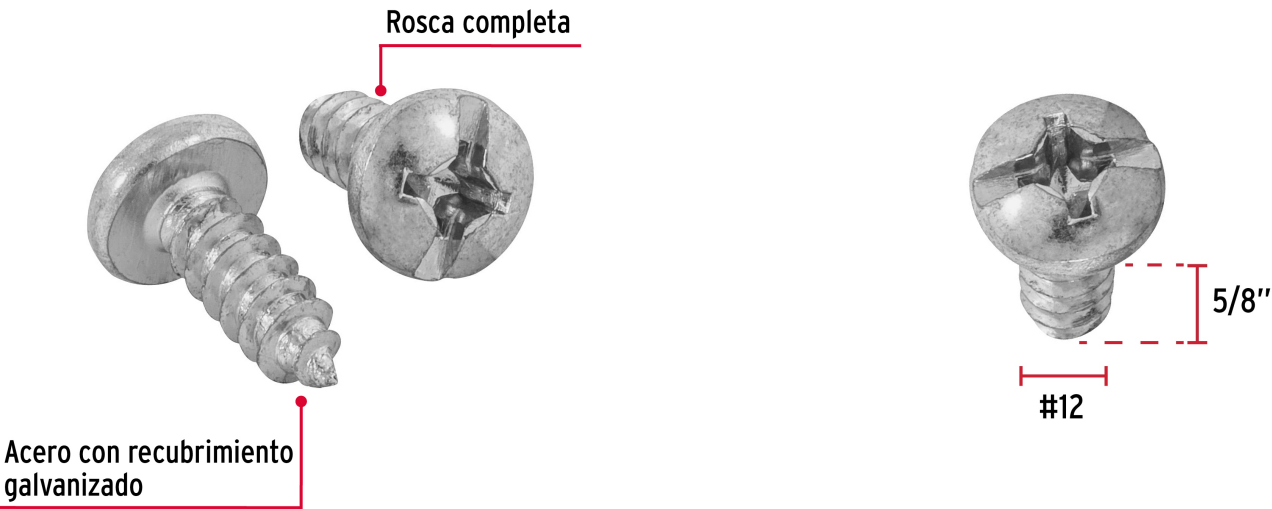 Rosca completa
5/8"
#12
Acero con recubrimiento
galvanizado